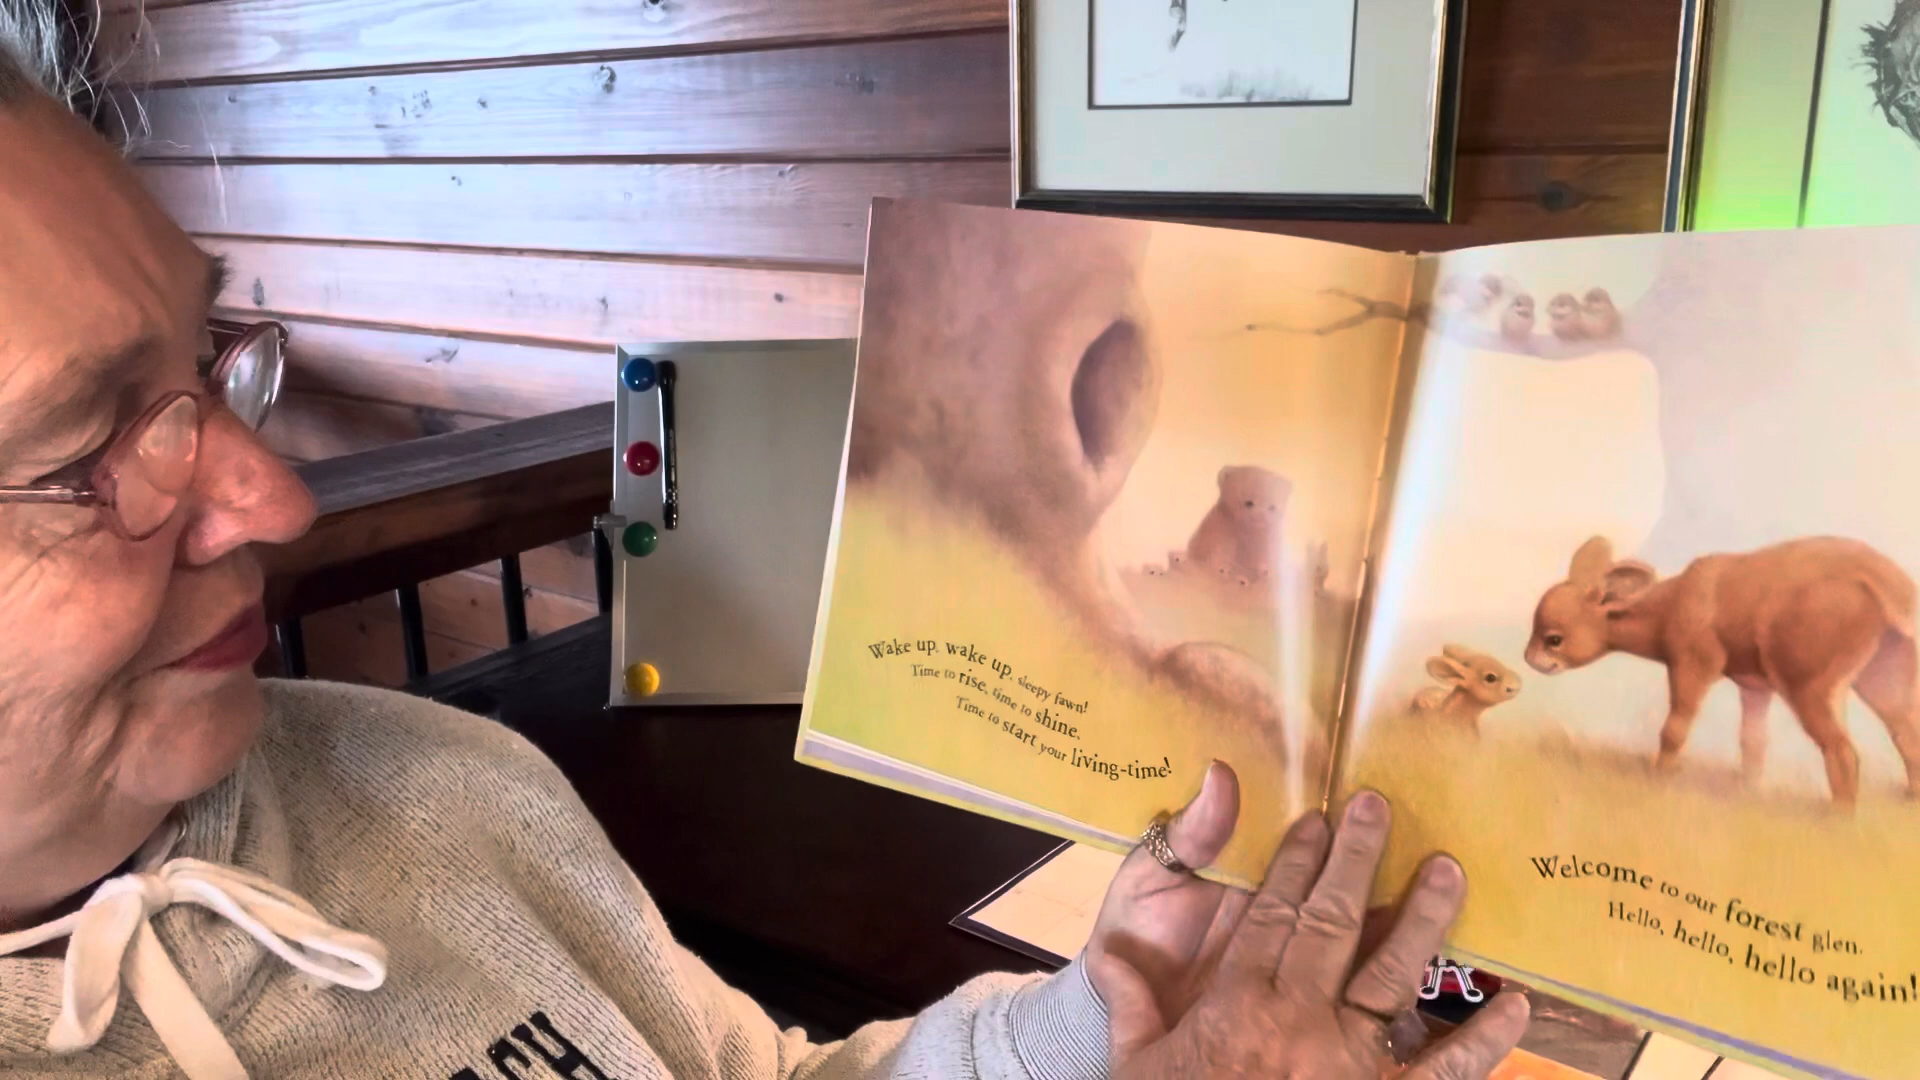 Wake up, wake up, sleepy fawn!
Time to rise, time to shine,
Time to start your living-time!
Welcome to our forest glen.
Hello, hello, hello again!